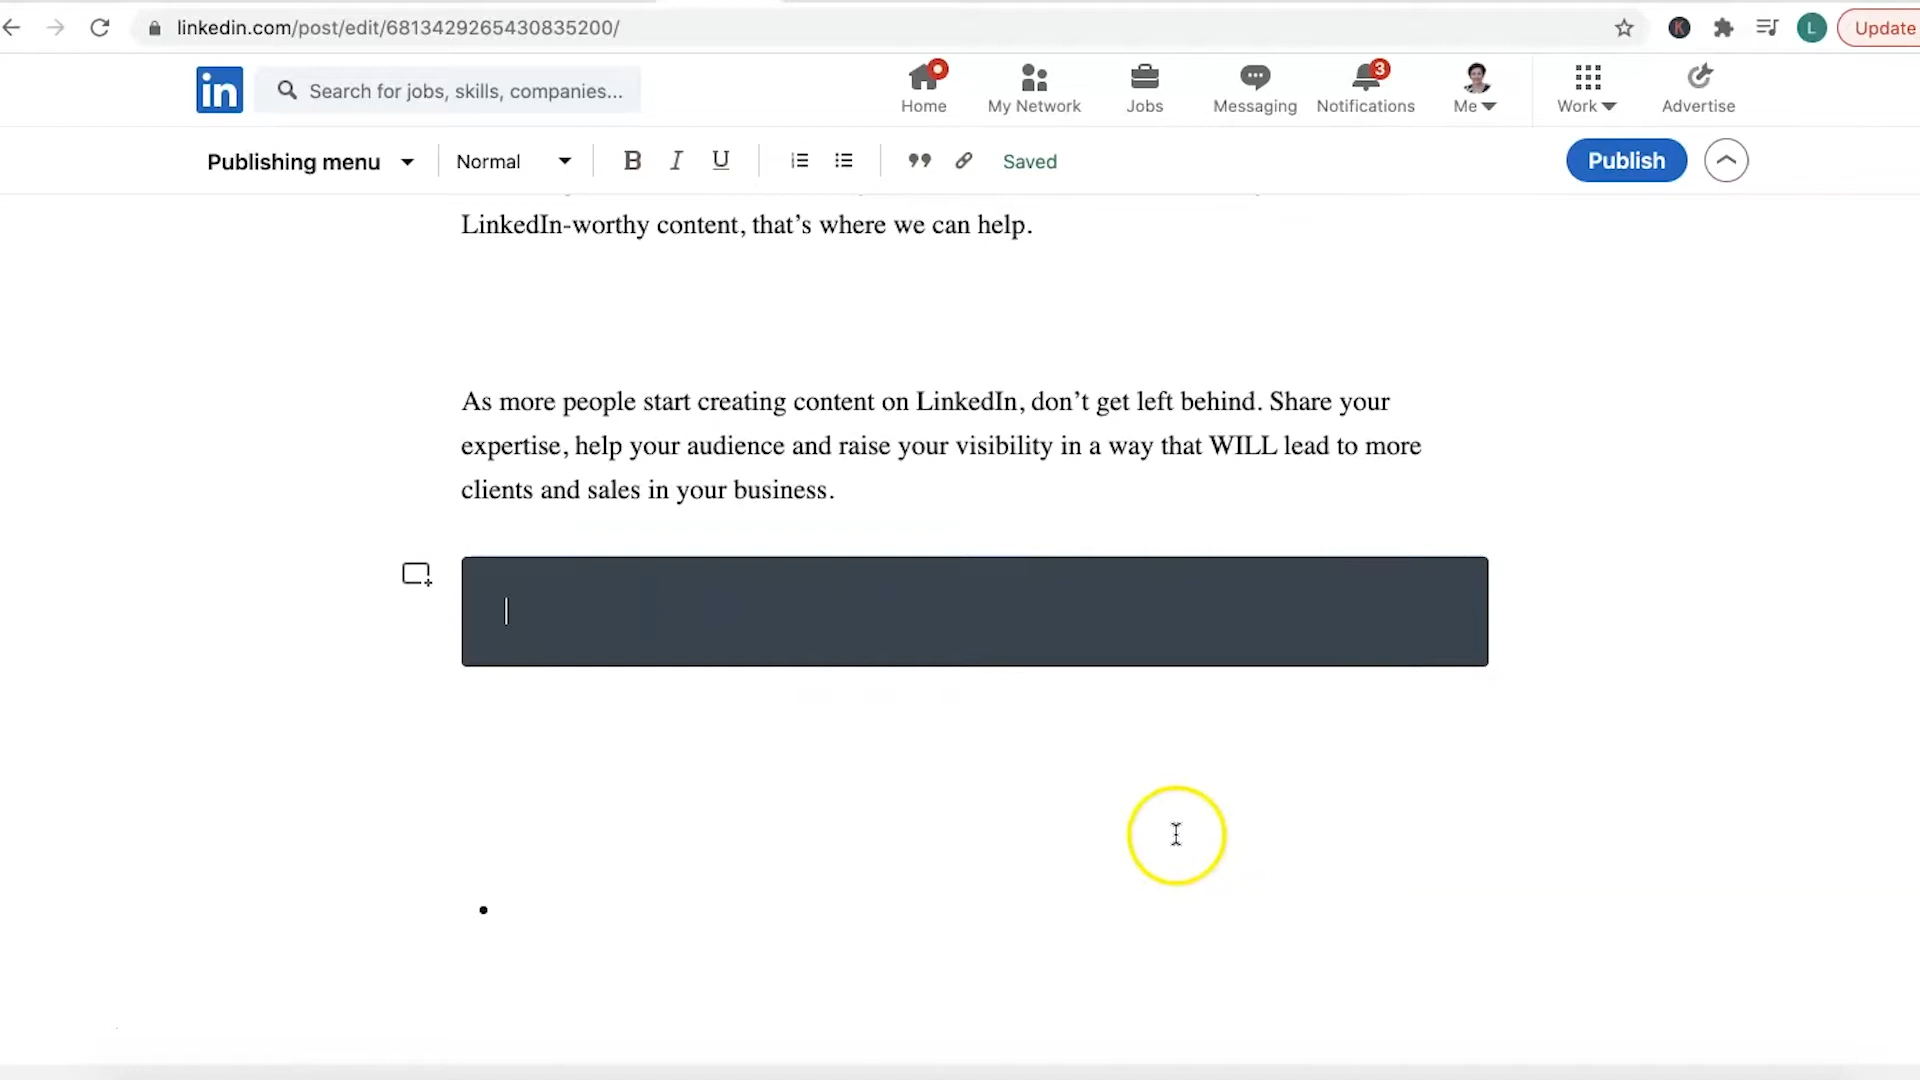 linkedin.com/post/edit/6813429265430835200/
K
L
Update
in
Search for jobs, skills, companies...
Home
My Network
Jobs
Messaging
3
Notifications
Me
Work
Advertise
Publishing menu
Normal
B
I
U
Saved
Publish
LinkedIn-worthy content, that’s where we can help.
As more people start creating content on LinkedIn, don’t get left behind. Share your
expertise, help your audience and raise your visibility in a way that WILL lead to more
clients and sales in your business.